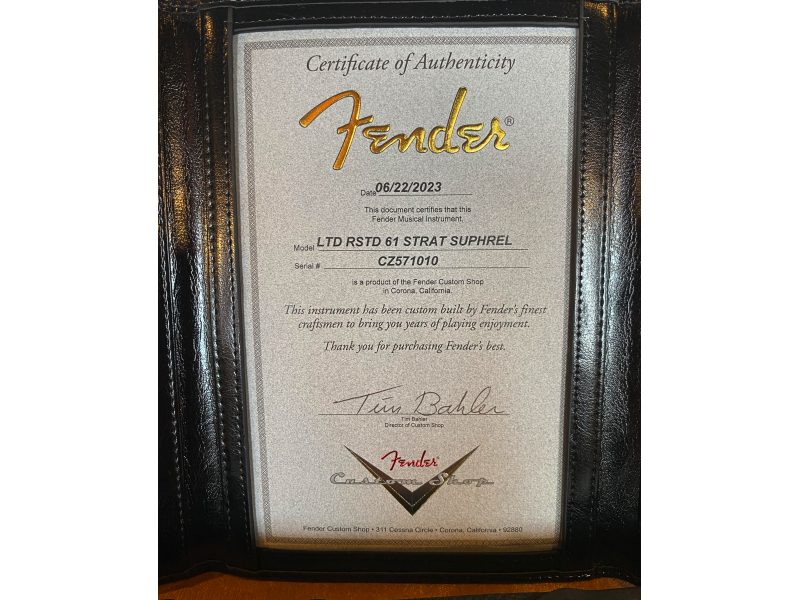 Certificate of Authenticity
Fender®
Date 06/22/2023
This document certifies that this
Fender Musical Instrument,
Model LTD RSTD 61 STRAT SUPHREL
Serial # CZ571010
is a product of the Fender Custom Shop
in Corona, California.
This instrument has been custom built by Fender's finest
craftsmen to bring you years of playing enjoyment.
Thank you for purchasing Fender's best.
Tim Bahler
Tim Bahler
Director of Custom Shop
Fender®
Custom Shop
Fender Custom Shop • 311 Cessna Circle • Corona, California • 92880